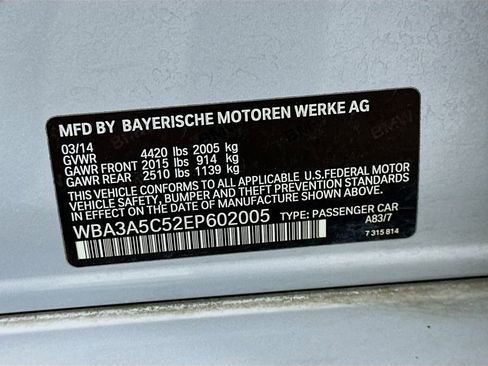 MFD BY BAYERISCHE MOTOREN WERKE AG
03/14
GVWR 4420 lbs 2005 kg
GAWR FRONT 2015 lbs 914 kg
GAWR REAR 2510 lbs 1139 kg
THIS VEHICLE CONFORMS TO ALL APPLICABLE U.S.FEDERAL MOTOR
VEHICLE SAFETY, BUMPER AND THEFT PREVENTION STANDARDS IN
EFFECT ON THE DATE OF MANUFACTURE SHOWN ABOVE.
WBA3A5C52EP602005 TYPE: PASSENGER CAR
A83/7
7 315 814